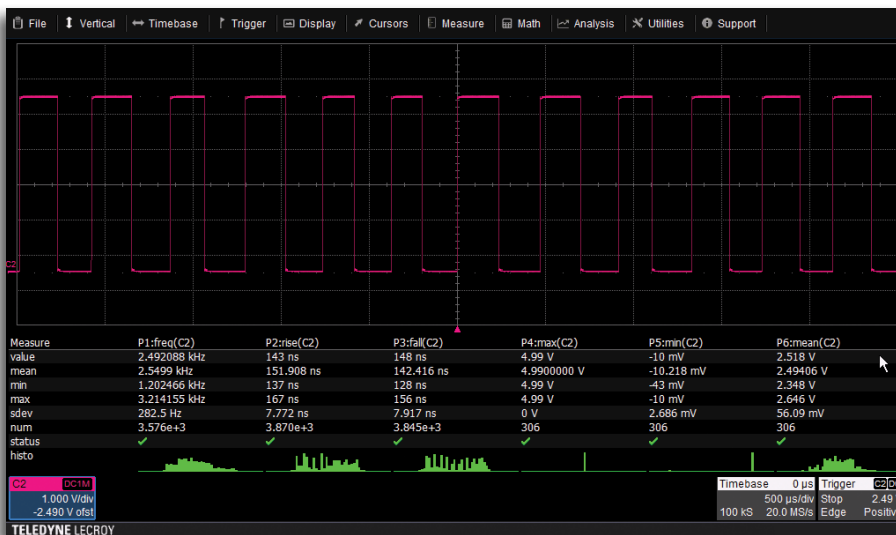 File Vertical Timebase Trigger Display Cursors Measure Math Analysis Utilities Support
C2
Measure P1:freq(C2) P2:rise(C2) P3:fall(C2) P4:max(C2) P5:min(C2) P6:mean(C2)
value 2.492088 kHz 143 ns 148 ns 4.99 V -10 mV 2.518 V
mean 2.5499 kHz 151.908 ns 142.416 ns 4.9900000 V -10.218 mV 2.49406 V
min 1.202466 kHz 137 ns 128 ns 4.99 V -43 mV 2.348 V
max 3.214155 kHz 167 ns 156 ns 4.99 V -10 mV 2.646 V
sdev 282.5 Hz 7.772 ns 7.917 ns 0 V 2.686 mV 56.09 mV
num 3.576e+3 3.870e+3 3.845e+3 306 306 306
status
histo
C2 DC1M
1.000 V/div
-2.490 V ofst
Timebase 0 µs
500 µs/div
100 kS 20.0 MS/s
Trigger C2
Stop 2.49
Edge Positiv
TELEDYNE LECROY